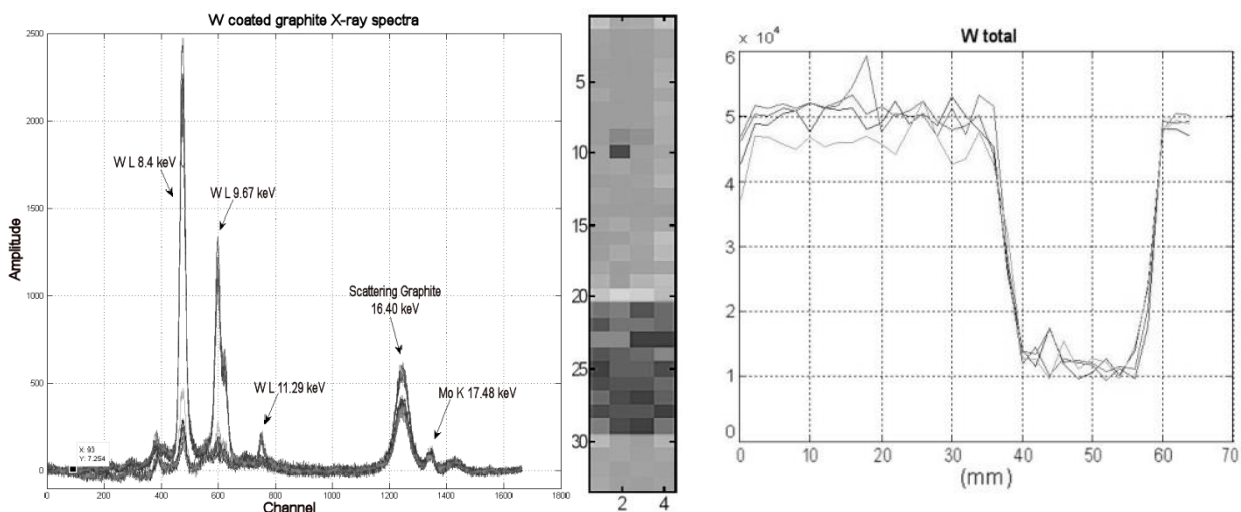 W coated graphite X-ray spectra
2500
2000
1500
1000
500
0
Amplitude
W L 8.4 keV
W L 9.67 keV
W L 11.29 keV
Scattering Graphite
16.40 keV
Mo K 17.48 keV
X: 93
Y: 7.254
0 200 400 600 800 1000 1200 1400 1600 1800
Channel
5
10
15
20
25
30
2 4
W total
x 10⁴
6
5
4
3
2
1
0
0 10 20 30 40 50 60 70
(mm)